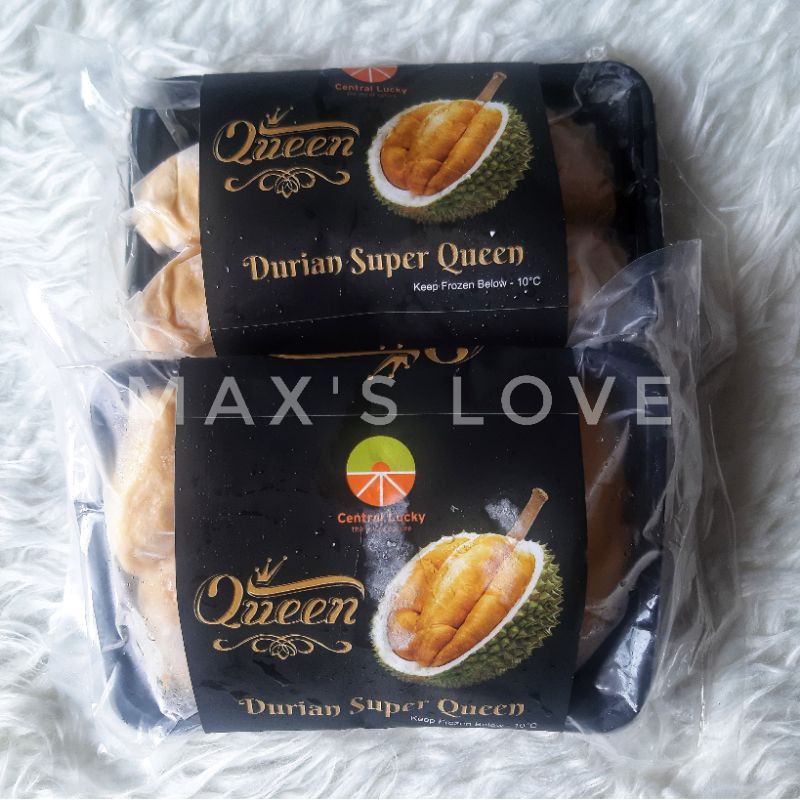 Central Lucky
Queen
Durian Super Queen
Keep Frozen Below - 10°C
MAX'S LOVE
Central Lucky
Queen
Durian Super Queen
Keep Frozen Below - 10°C